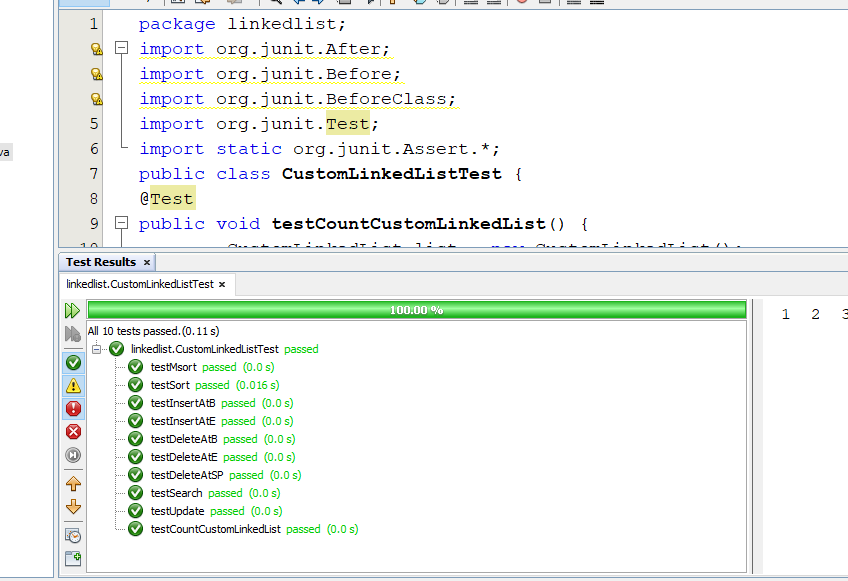 1 package linkedlist;
import org.junit.After;
import org.junit.Before;
import org.junit.BeforeClass;
5 import org.junit.Test;
6 import static org.junit.Assert.*;
7 public class CustomLinkedListTest {
8 @Test
9 public void testCountCustomLinkedList() {
10 CustomLinkedList list = new CustomLinkedList();
va
Test Results ×
linkedlist.CustomLinkedListTest ×
100.00 %
1 2 3
All 10 tests passed.(0.11 s)
linkedlist.CustomLinkedListTest passed
testMsort passed (0.0 s)
testSort passed (0.016 s)
testInsertAtB passed (0.0 s)
testInsertAtE passed (0.0 s)
testDeleteAtB passed (0.0 s)
testDeleteAtE passed (0.0 s)
testDeleteAtSP passed (0.0 s)
testSearch passed (0.0 s)
testUpdate passed (0.0 s)
testCountCustomLinkedList passed (0.0 s)